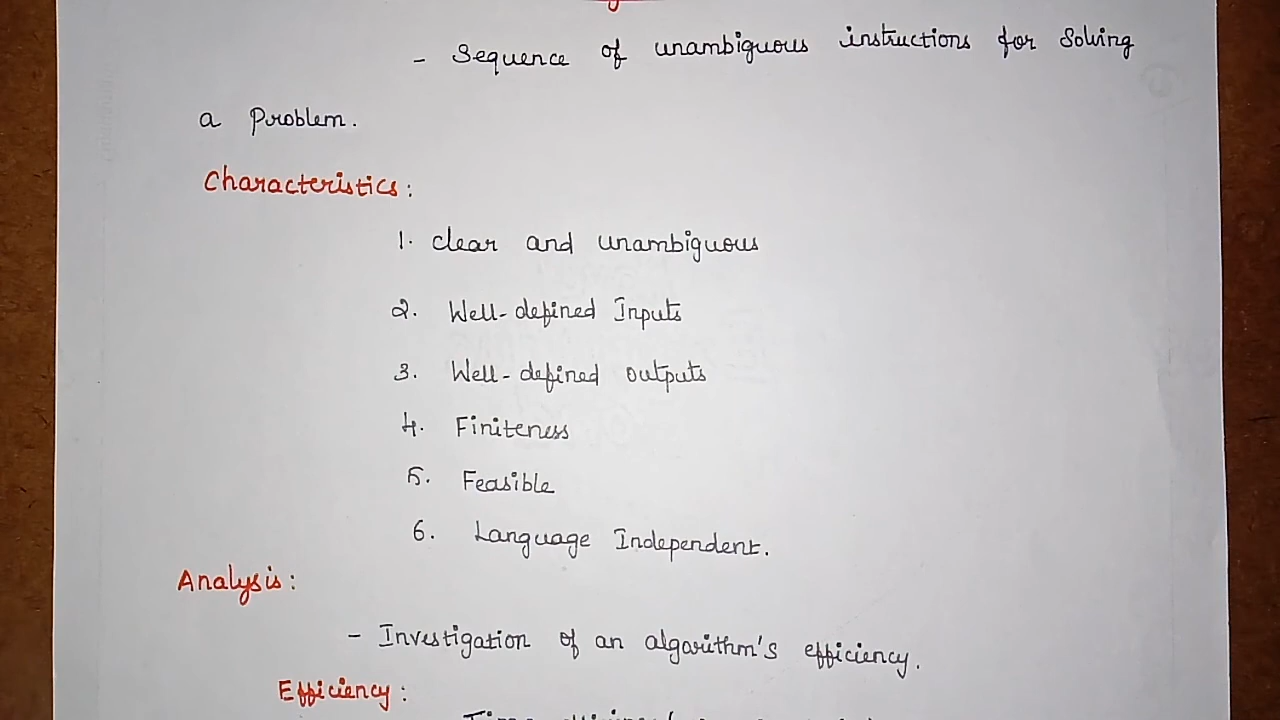 - Sequence of unambiguous instructions for Solving
a Problem.
Characteristics:
1. clear and unambiguous
2. Well-defined Inputs
3. Well-defined outputs
4. Finiteness
5. Feasible
6. Language Independent.
Analysis:
- Investigation of an algorithm's efficiency.
Efficiency: